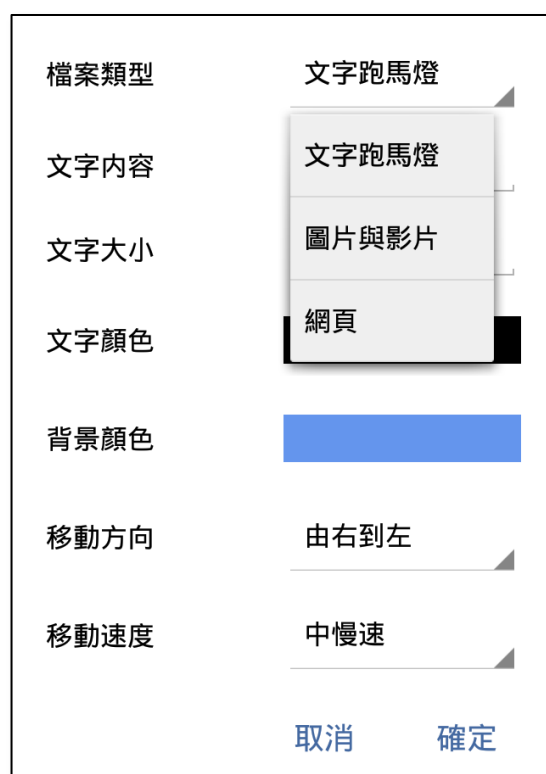 檔案類型 文字跑馬燈
文字內容 文字跑馬燈
文字大小 圖片與影片
文字顏色 網頁
背景顏色
移動方向 由右到左
移動速度 中慢速
取消 確定